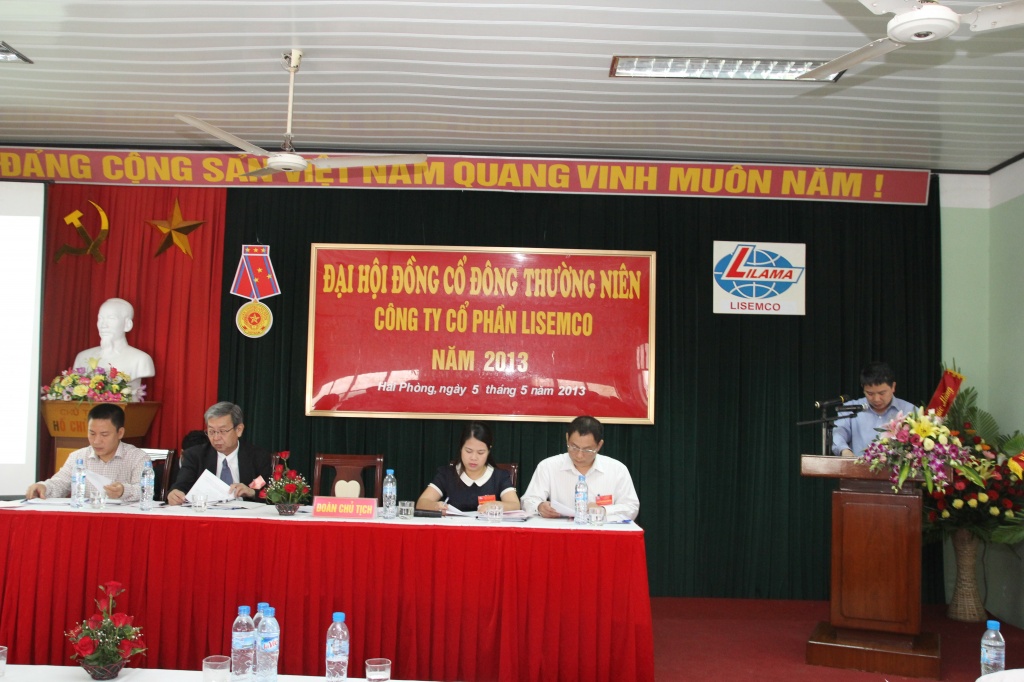 ĐẢNG CỘNG SẢN VIỆT NAM QUANG VINH MUÔN NĂM !
ĐẠI HỘI ĐỒNG CỔ ĐÔNG THƯỜNG NIÊN
CÔNG TY CỔ PHẦN LISEMCO
NĂM 2013
Hải Phòng, ngày 5 tháng 5 năm 2013
LILAMA
LISEMCO
ĐOÀN CHỦ TỊCH